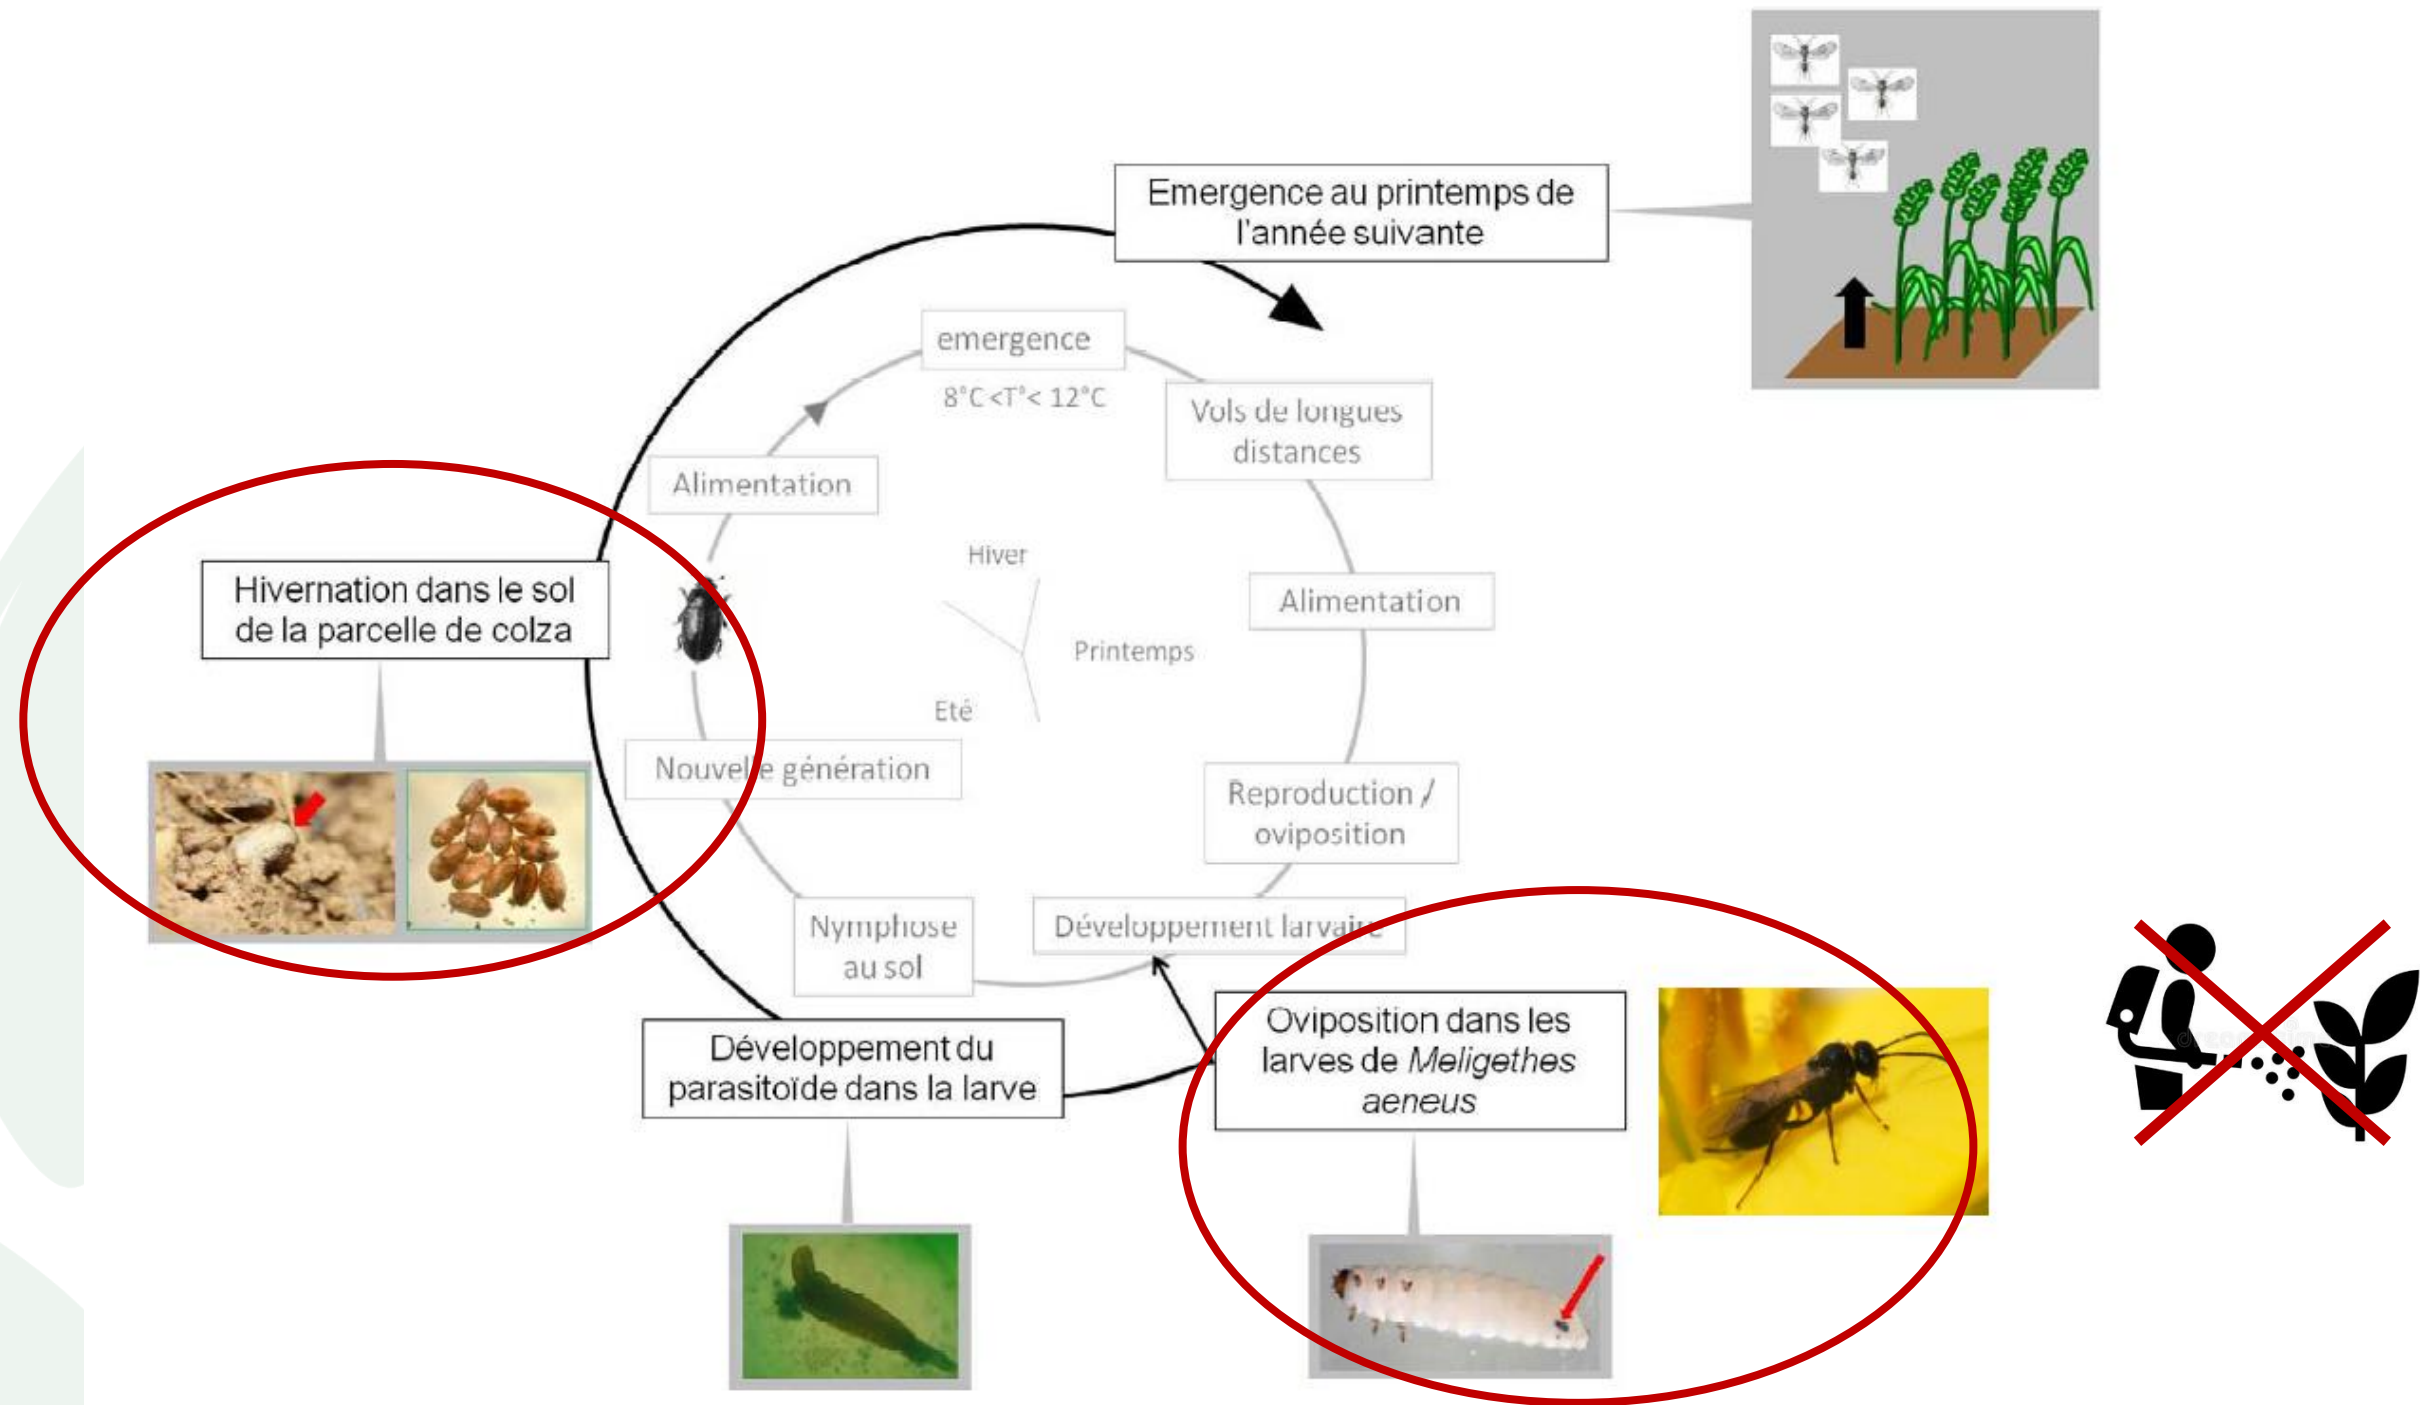 Emergence au printemps de
l'année suivante
emergence
8°C <T°< 12°C
Vols de longues
distances
Alimentation
Alimentation
Hiver
Printemps
Eté
Hivernation dans le sol
de la parcelle de colza
Nouvelle génération
Reproduction /
oviposition
Nymphose
au sol
Développement larvaire
Développement du
parasitoïde dans la larve
Oviposition dans les
larves de Meligethes
aeneus